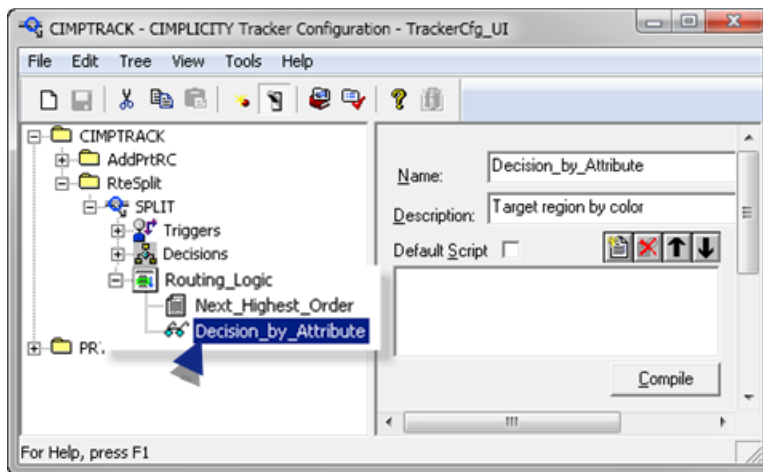 CIMPTRACK - CIMPLICITY Tracker Configuration - TrackerCfg_UI
File Edit Tree View Tools Help
CIMPTRACK
AddPrtRC
RteSplit
SPLIT
Triggers
Decisions
Routing_Logic
Next_Highest_Order
Decision_by_Attribute
Name: Decision_by_Attribute
Description: Target region by color
Default Script
Compile
For Help, press F1